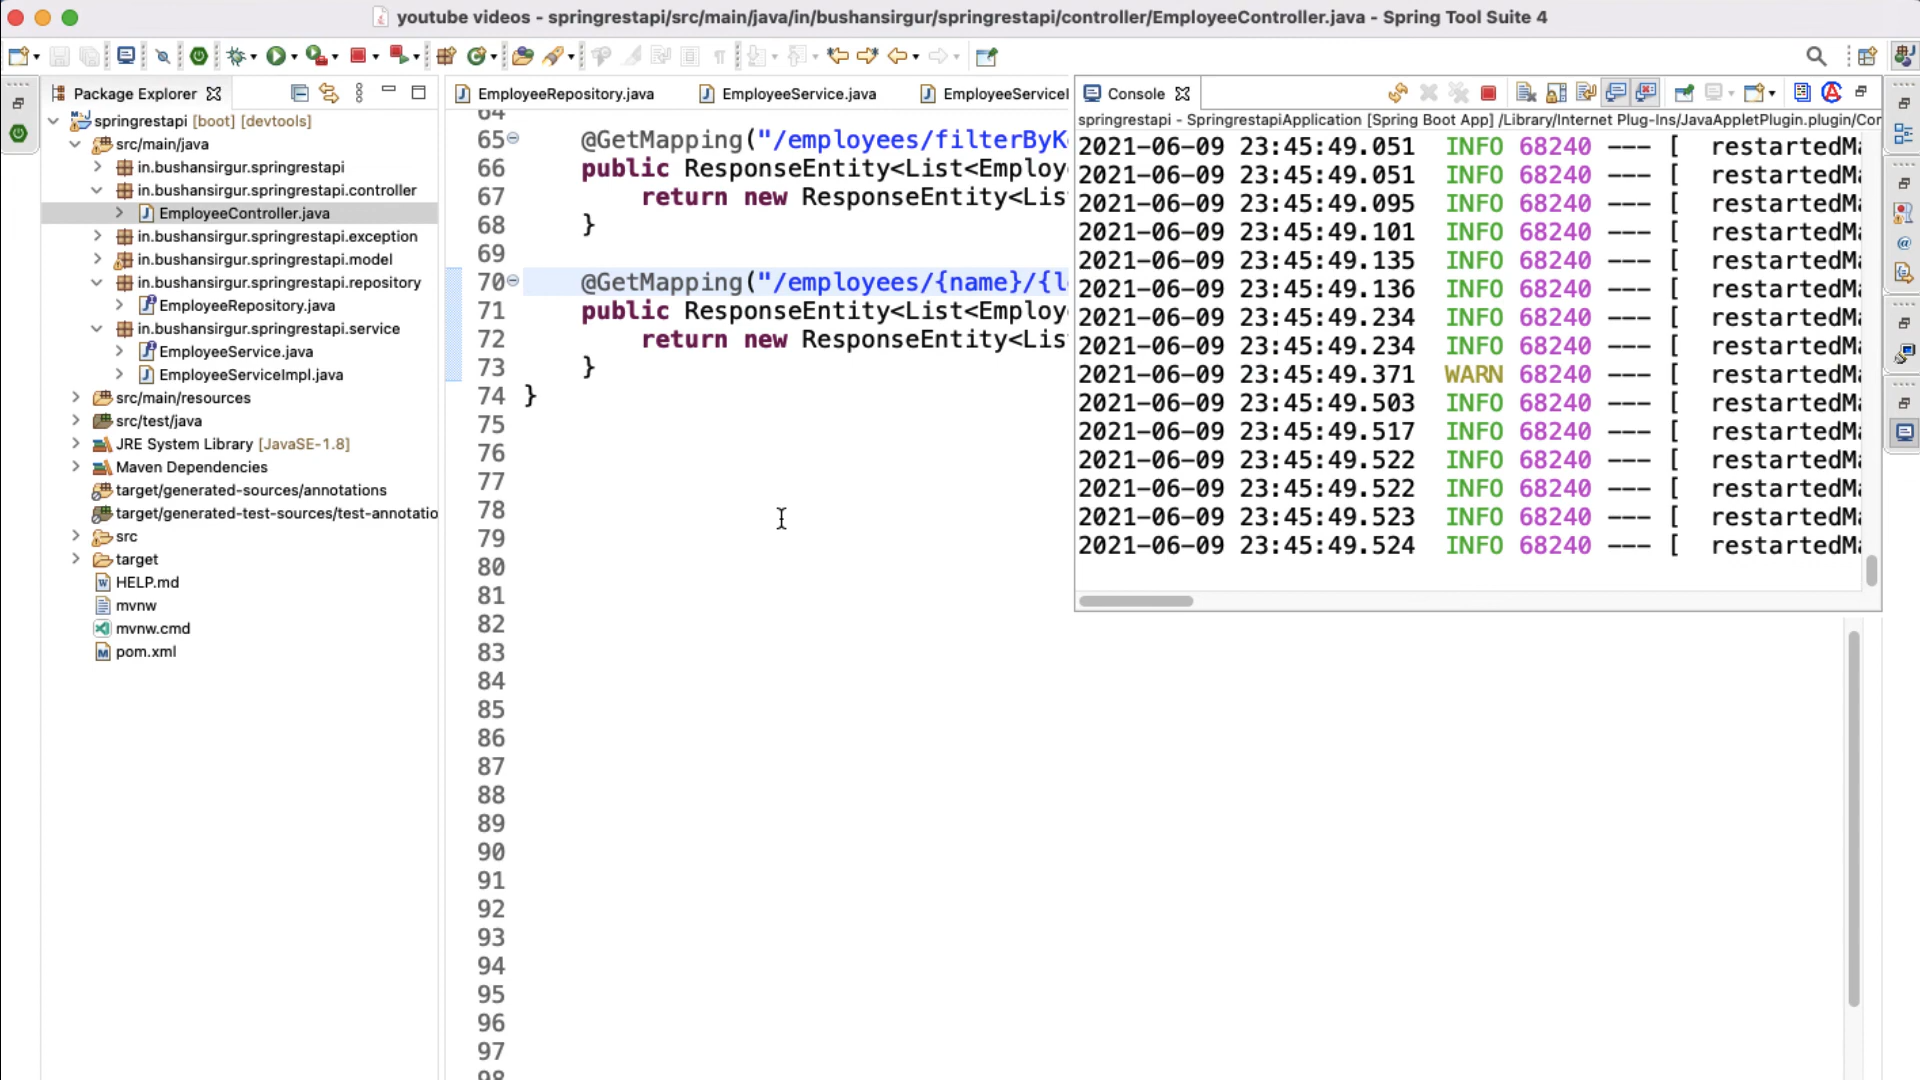 youtube videos - springrestapi/src/main/java/in/bushansirgur/springrestapi/controller/EmployeeController.java - Spring Tool Suite 4
Package Explorer
springrestapi [boot] [devtools]
src/main/java
in.bushansirgur.springrestapi
in.bushansirgur.springrestapi.controller
EmployeeController.java
in.bushansirgur.springrestapi.exception
in.bushansirgur.springrestapi.model
in.bushansirgur.springrestapi.repository
EmployeeRepository.java
in.bushansirgur.springrestapi.service
EmployeeService.java
EmployeeServiceImpl.java
src/main/resources
src/test/java
JRE System Library [JavaSE-1.8]
Maven Dependencies
target/generated-sources/annotations
target/generated-test-sources/test-annotatio
src
target
HELP.md
mvnw
mvnw.cmd
pom.xml
EmployeeRepository.java
EmployeeService.java
EmployeeServiceI
64
65 @GetMapping("/employees/filterByK
66 public ResponseEntity<List<Employ
67 return new ResponseEntity<Lis
68 }
69
70 @GetMapping("/employees/{name}/{l
71 public ResponseEntity<List<Employ
72 return new ResponseEntity<Lis
73 }
74 }
75
76
77
78
79
80
81
82
83
84
85
86
87
88
89
90
91
92
93
94
95
96
97
98
Console
springrestapi - SpringrestapiApplication [Spring Boot App] /Library/Internet Plug-Ins/JavaAppletPlugin.plugin/Cor
2021-06-09 23:45:49.051 INFO 68240 --- [ restartedMa
2021-06-09 23:45:49.051 INFO 68240 --- [ restartedMa
2021-06-09 23:45:49.095 INFO 68240 --- [ restartedMa
2021-06-09 23:45:49.101 INFO 68240 --- [ restartedMa
2021-06-09 23:45:49.135 INFO 68240 --- [ restartedMa
2021-06-09 23:45:49.136 INFO 68240 --- [ restartedMa
2021-06-09 23:45:49.234 INFO 68240 --- [ restartedMa
2021-06-09 23:45:49.234 INFO 68240 --- [ restartedMa
2021-06-09 23:45:49.371 WARN 68240 --- [ restartedMa
2021-06-09 23:45:49.503 INFO 68240 --- [ restartedMa
2021-06-09 23:45:49.517 INFO 68240 --- [ restartedMa
2021-06-09 23:45:49.522 INFO 68240 --- [ restartedMa
2021-06-09 23:45:49.522 INFO 68240 --- [ restartedMa
2021-06-09 23:45:49.523 INFO 68240 --- [ restartedMa
2021-06-09 23:45:49.524 INFO 68240 --- [ restartedMa